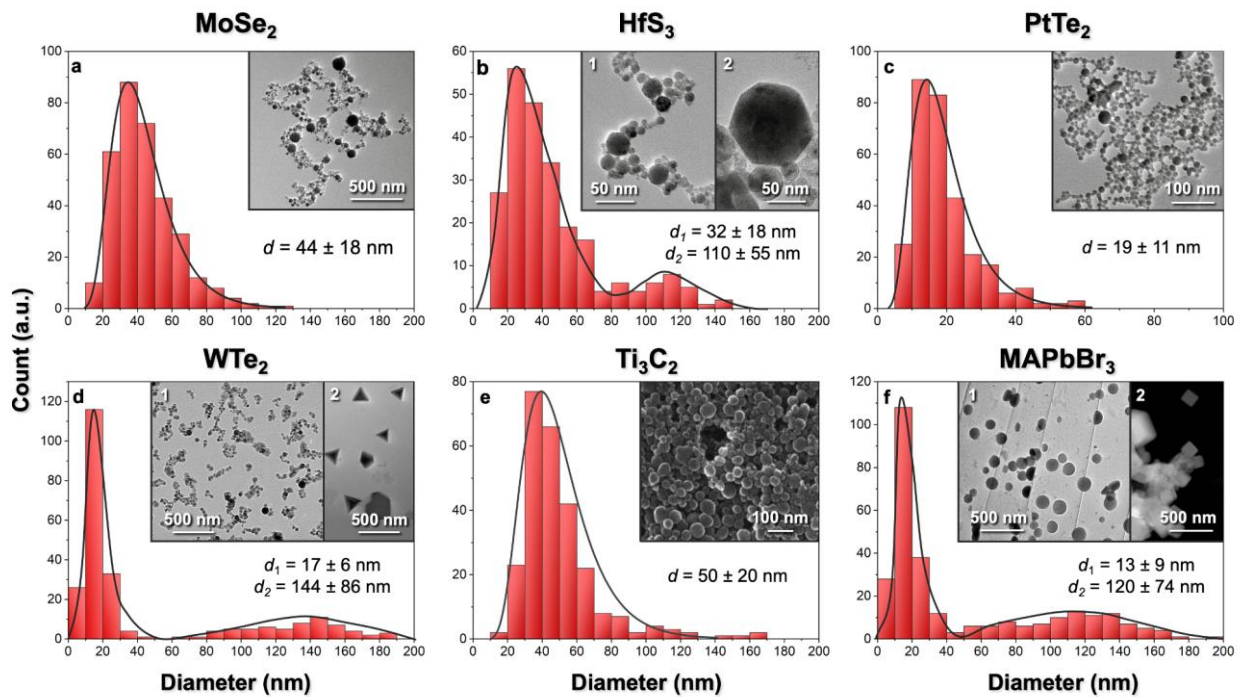 MoSe2
HfS3
PtTe2
Count (a.u.)
a
100
80
60
40
20
0
0 20 40 60 80 100 120 140 160 180 200
500 nm
d = 44 ± 18 nm
b
60
50
40
30
20
10
0
0 20 40 60 80 100 120 140 160 180 200
1
50 nm
2
50 nm
d1 = 32 ± 18 nm
d2 = 110 ± 55 nm
c
100
80
60
40
20
0
0 20 40 60 80 100
100 nm
d = 19 ± 11 nm
WTe2
Ti3C2
MAPbBr3
d
120
100
80
60
40
20
0
0 20 40 60 80 100 120 140 160 180 200
1
500 nm
2
500 nm
d1 = 17 ± 6 nm
d2 = 144 ± 86 nm
Diameter (nm)
e
80
60
40
20
0
0 20 40 60 80 100 120 140 160 180 200
100 nm
d = 50 ± 20 nm
Diameter (nm)
f
120
100
80
60
40
20
0
0 20 40 60 80 100 120 140 160 180 200
1
500 nm
2
500 nm
d1 = 13 ± 9 nm
d2 = 120 ± 74 nm
Diameter (nm)